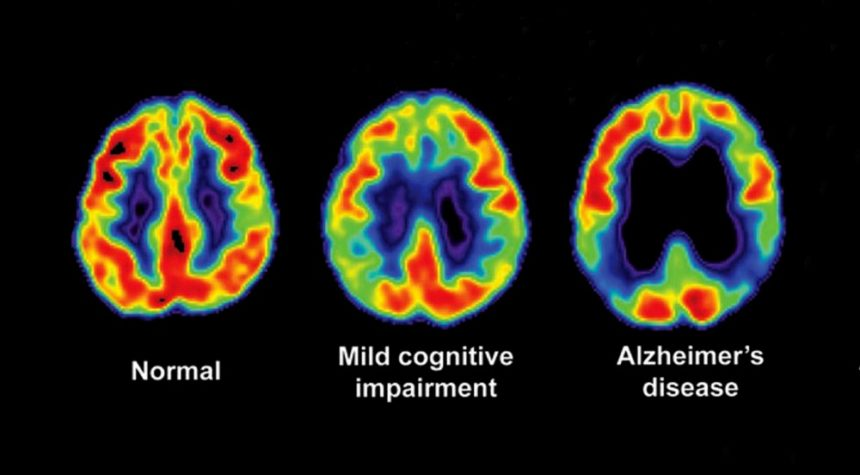 Normal
Mild cognitive
impairment
Alzheimer's
disease